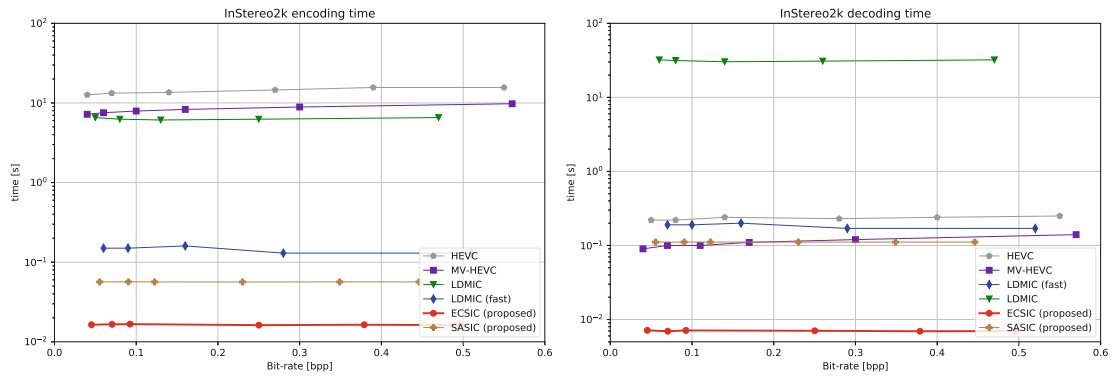 InStereo2k encoding time
time [s]
10²
10¹
10⁰
10⁻¹
10⁻²
0.0 0.1 0.2 0.3 0.4 0.5 0.6
Bit-rate [bpp]
HEVC
MV-HEVC
LDMIC
LDMIC (fast)
ECSIC (proposed)
SASIC (proposed)
InStereo2k decoding time
time [s]
10²
10¹
10⁰
10⁻¹
10⁻²
0.0 0.1 0.2 0.3 0.4 0.5 0.6
Bit-rate [bpp]
HEVC
MV-HEVC
LDMIC (fast)
LDMIC
ECSIC (proposed)
SASIC (proposed)